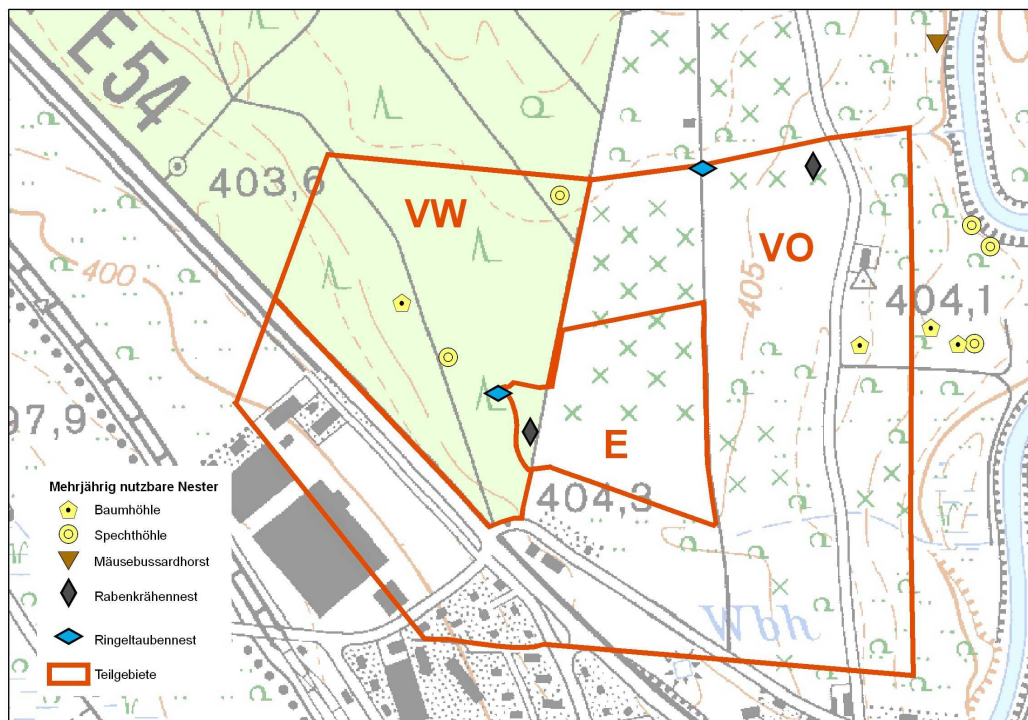 E54
403,6
VW
VO
400
405
404,1
E
97,9
404,3
Wbh
Mehrjährig nutzbare Nester
Baumhöhle
Spechthöhle
Mäusebussardhorst
Rabenkrähennest
Ringeltaubennest
Teilgebiete